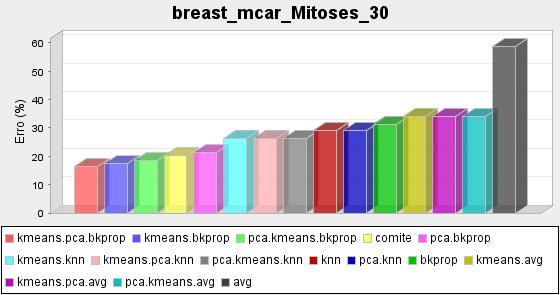 breast_mcar_Mitoses_30
60
50
40
30
20
10
0
Erro (%)
kmeans.pca.bkprop kmeans.bkprop pca.kmeans.bkprop comite pca.bkprop
kmeans.knn kmeans.pca.knn pca.kmeans.knn knn pca.knn bkprop kmeans.avg
kmeans.pca.avg pca.kmeans.avg avg